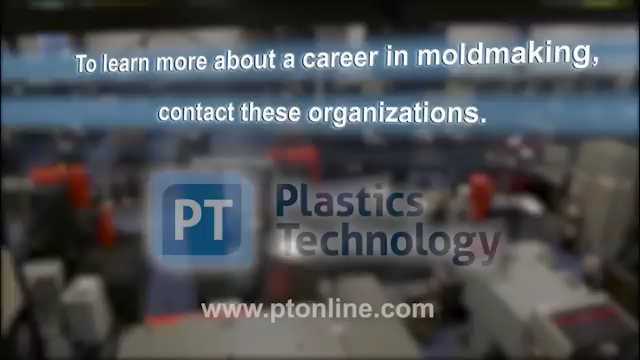 To learn more about a career in moldmaking,
contact these organizations.
PT
Plastics
Technology
www.ptonline.com